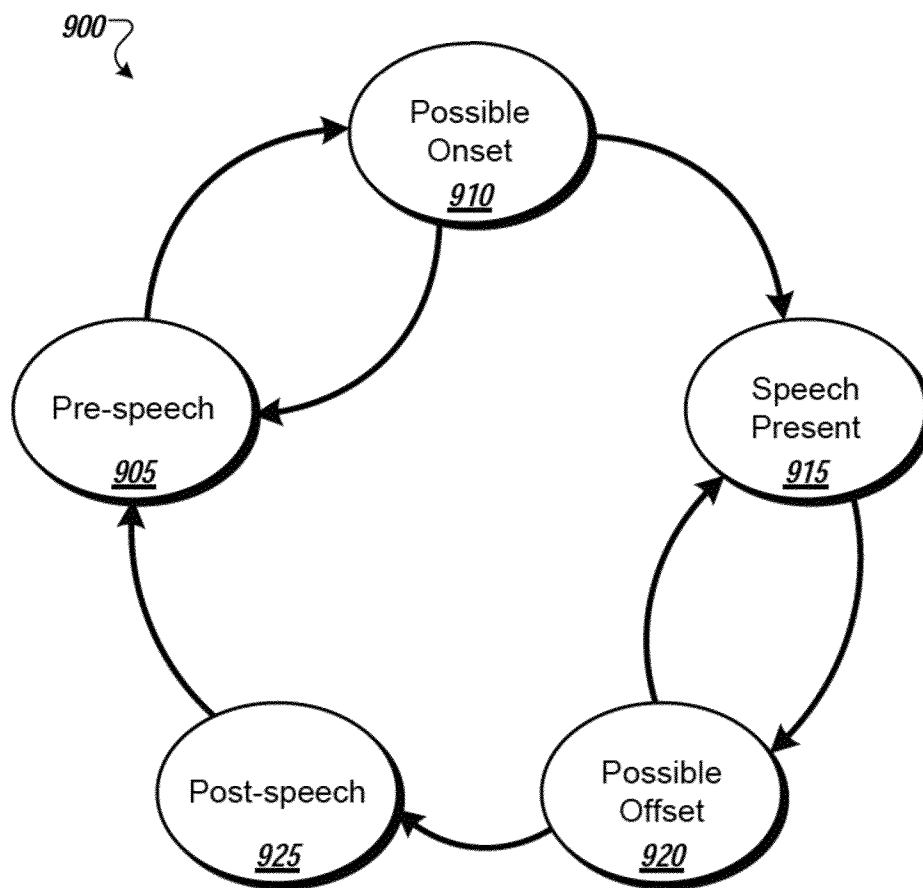 900
Possible
Onset
910
Pre-speech
905
Speech
Present
915
Post-speech
925
Possible
Offset
920